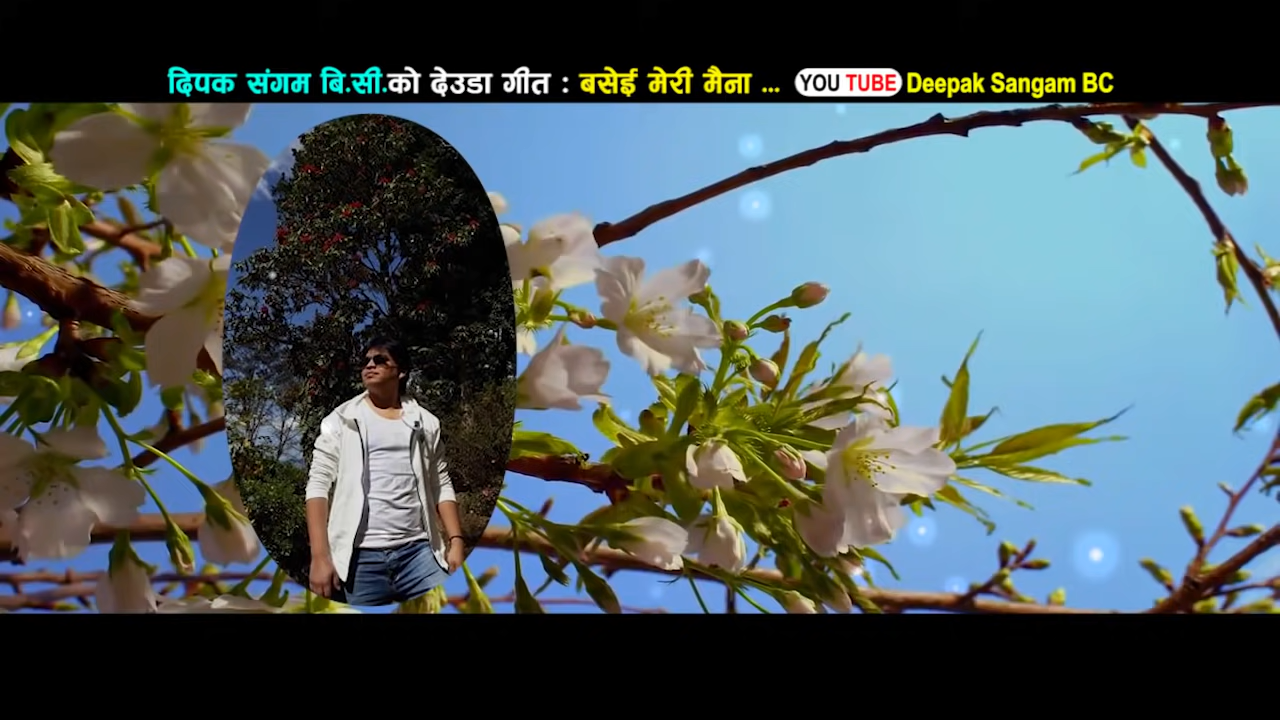 दिपक संगम बि.सी.को देउडा गीत : बसेई मेरी मैना ... YOU TUBE Deepak Sangam BC